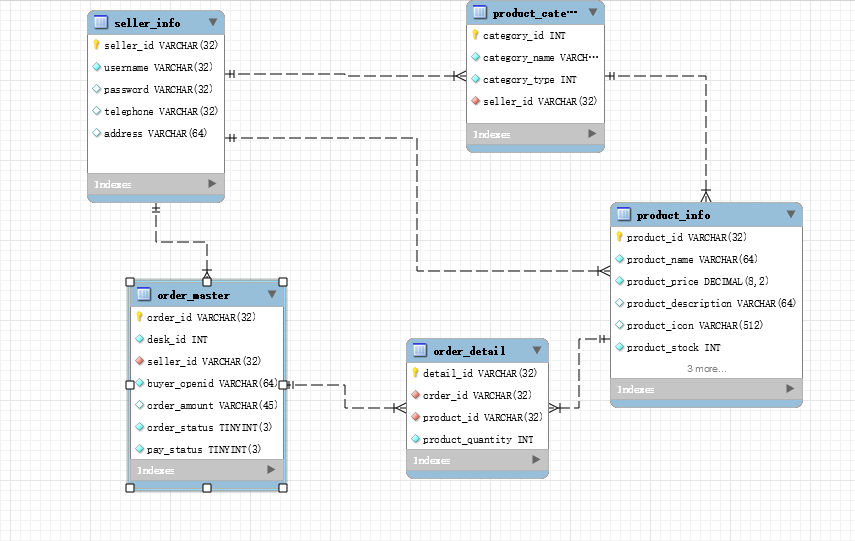 seller_info
seller_id VARCHAR(32)
username VARCHAR(32)
password VARCHAR(32)
telephone VARCHAR(32)
address VARCHAR(64)
Indexes
product_cate...
category_id INT
category_name VARCH...
category_type INT
seller_id VARCHAR(32)
Indexes
product_info
product_id VARCHAR(32)
product_name VARCHAR(64)
product_price DECIMAL(8,2)
product_description VARCHAR(64)
product_icon VARCHAR(512)
product_stock INT
3 more...
Indexes
order_master
order_id VARCHAR(32)
desk_id INT
seller_id VARCHAR(32)
buyer_openid VARCHAR(64)
order_amount VARCHAR(45)
order_status TINYINT(3)
pay_status TINYINT(3)
Indexes
order_detail
detail_id VARCHAR(32)
order_id VARCHAR(32)
product_id VARCHAR(32)
product_quantity INT
Indexes